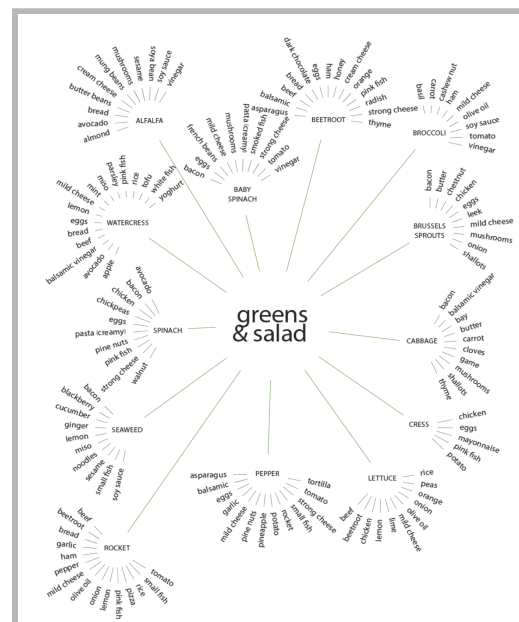 greens
& salad
ALFALFA
almond
avocado
bread
butter beans
cream cheese
mung beans
mushrooms
sesame
soya bean
soy sauce
vinegar
BABY
SPINACH
bacon
eggs
french beans
mild cheese
mushrooms
pasta (creamy)
smoked fish
strong cheese
tomato
vinegar
BEETROOT
asparagus
balsamic
beef
bread
dark chocolate
eggs
ham
honey
cream cheese
orange
pink fish
radish
strong cheese
thyme
BROCCOLI
basil
carrot
cashew nut
ham
mild cheese
olive oil
soy sauce
tomato
vinegar
BRUSSELS
SPROUTS
bacon
butter
chestnut
chicken
eggs
leek
mild cheese
mushrooms
onion
shallots
CABBAGE
bacon
balsamic vinegar
bay
butter
carrot
cloves
game
mushrooms
shallots
thyme
CRESS
chicken
eggs
mayonnaise
pink fish
potato
LETTUCE
rice
peas
orange
onion
olive oil
mild cheese
lime
lemon
chicken
beetroot
beef
PEPPER
asparagus
balsamic
eggs
garlic
mild cheese
pine nuts
pineapple
potato
rocket
small fish
strong cheese
tomato
tortilla
ROCKET
beef
beetroot
bread
garlic
ham
pepper
mild cheese
olive oil
onion
lemon
pink fish
pizza
rice
small fish
tomato
SEAWEED
bacon
blackberry
cucumber
ginger
lemon
miso
noodles
sesame
small fish
soy sauce
SPINACH
avocado
bacon
chicken
chickpeas
eggs
pasta (creamy)
pine nuts
pink fish
strong cheese
walnut
WATERCRESS
apple
avocado
balsamic vinegar
beef
bread
eggs
lemon
mild cheese
mint
miso
parsley
pink fish
rice
tofu
white fish
yoghurt